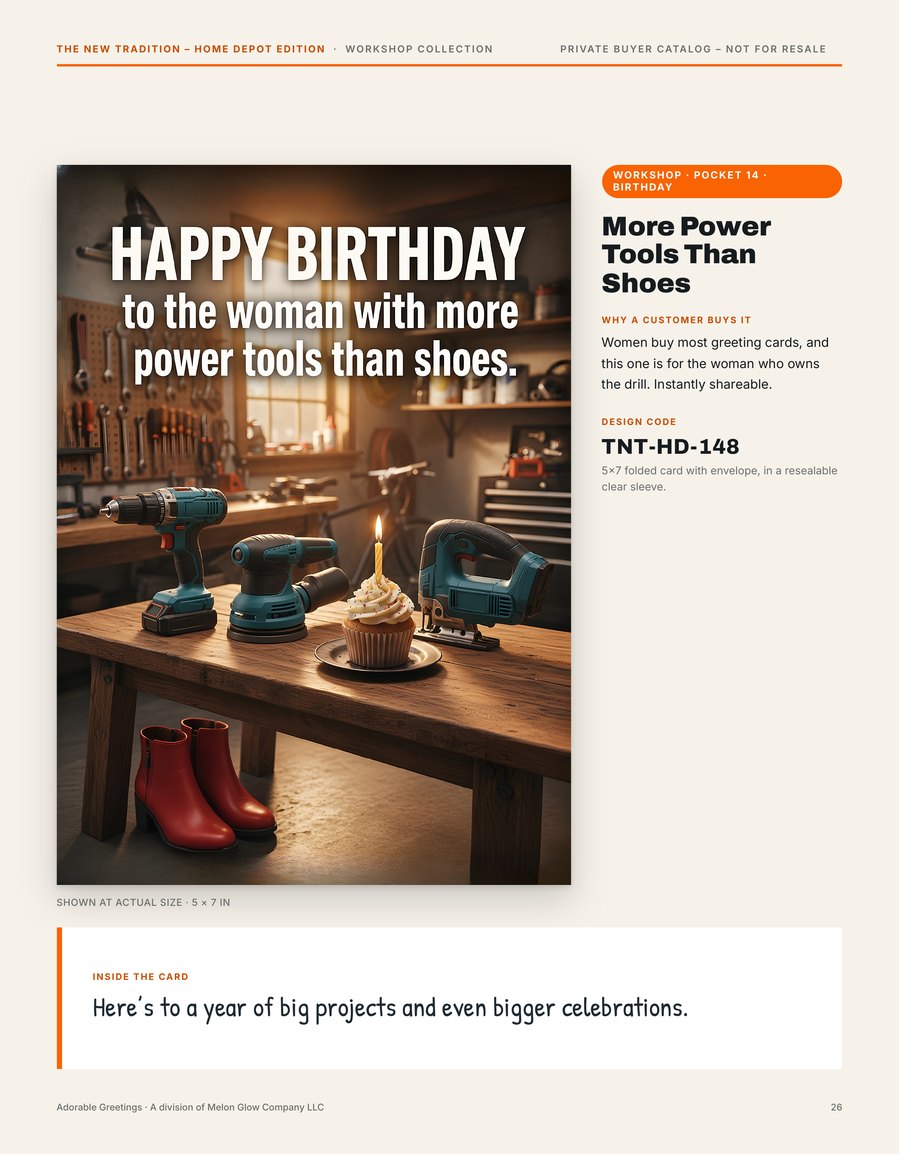 THE NEW TRADITION – HOME DEPOT EDITION · WORKSHOP COLLECTION
PRIVATE BUYER CATALOG – NOT FOR RESALE
HAPPY BIRTHDAY
to the woman with more
power tools than shoes.
SHOWN AT ACTUAL SIZE · 5 × 7 IN
WORKSHOP · POCKET 14 ·
BIRTHDAY
More Power
Tools Than
Shoes
WHY A CUSTOMER BUYS IT
Women buy most greeting cards, and
this one is for the woman who owns
the drill. Instantly shareable.
DESIGN CODE
TNT-HD-148
5×7 folded card with envelope, in a resealable
clear sleeve.
INSIDE THE CARD
Here's to a year of big projects and even bigger celebrations.
Adorable Greetings · A division of Melon Glow Company LLC
26